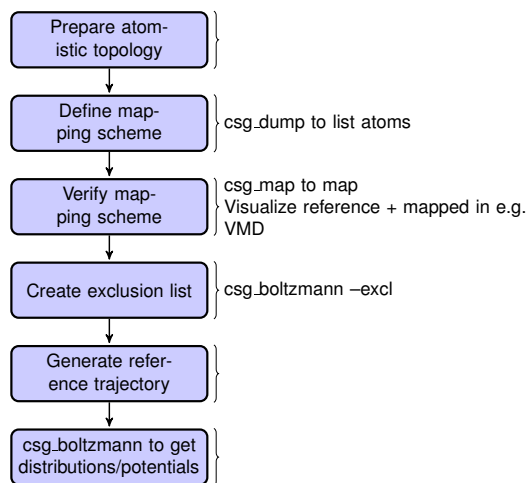 Prepare atom-
istic topology
Define map-
ping scheme
csg_dump to list atoms
Verify map-
ping scheme
csg_map to map
Visualize reference + mapped in e.g.
VMD
Create exclusion list
csg_boltzmann –excl
Generate refer-
ence trajectory
csg_boltzmann to get
distributions/potentials